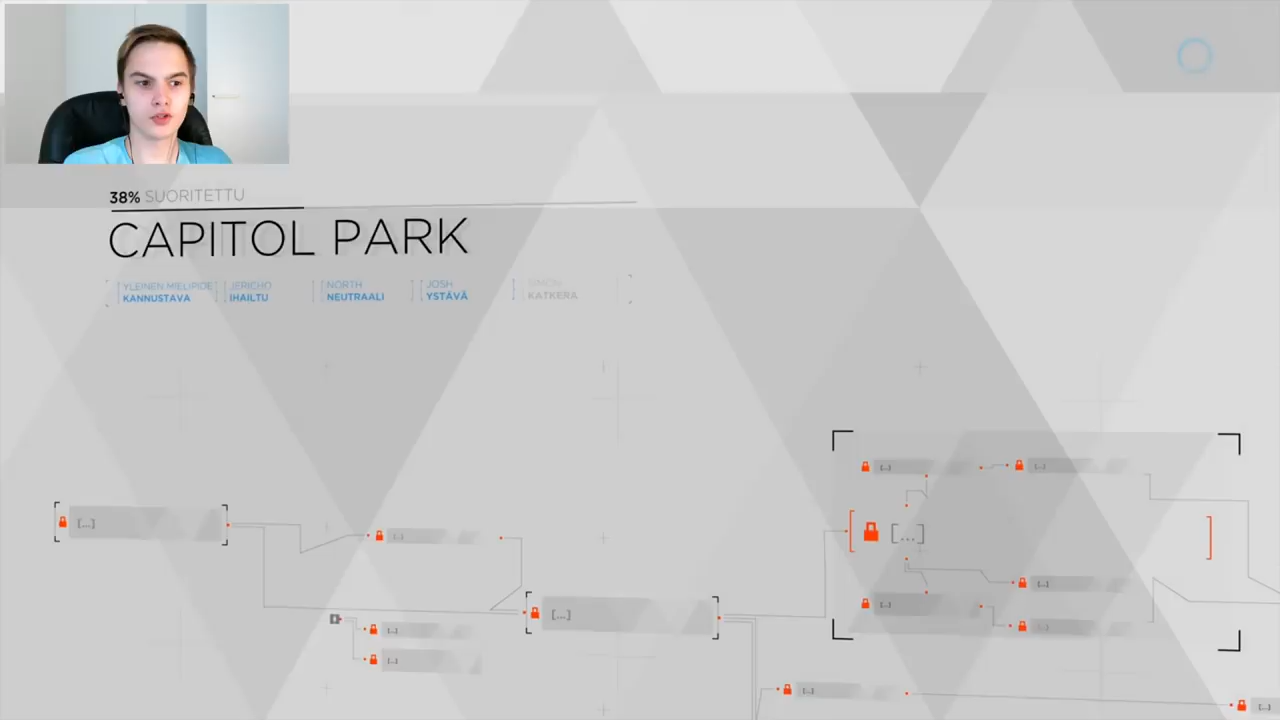 38% SUORITETTU
CAPITOL PARK
YLEINEN MIELIPIDE
KANNUSTAVA
JERICHO
IHAILTU
NORTH
NEUTRAALI
JOSH
YSTÄVÄ
SIMON
KATKERA
[...]
[...]
[...]
[...]
[...]
[...]
[...]
[...]
[...]
[...]
[...]
[...]
[...]